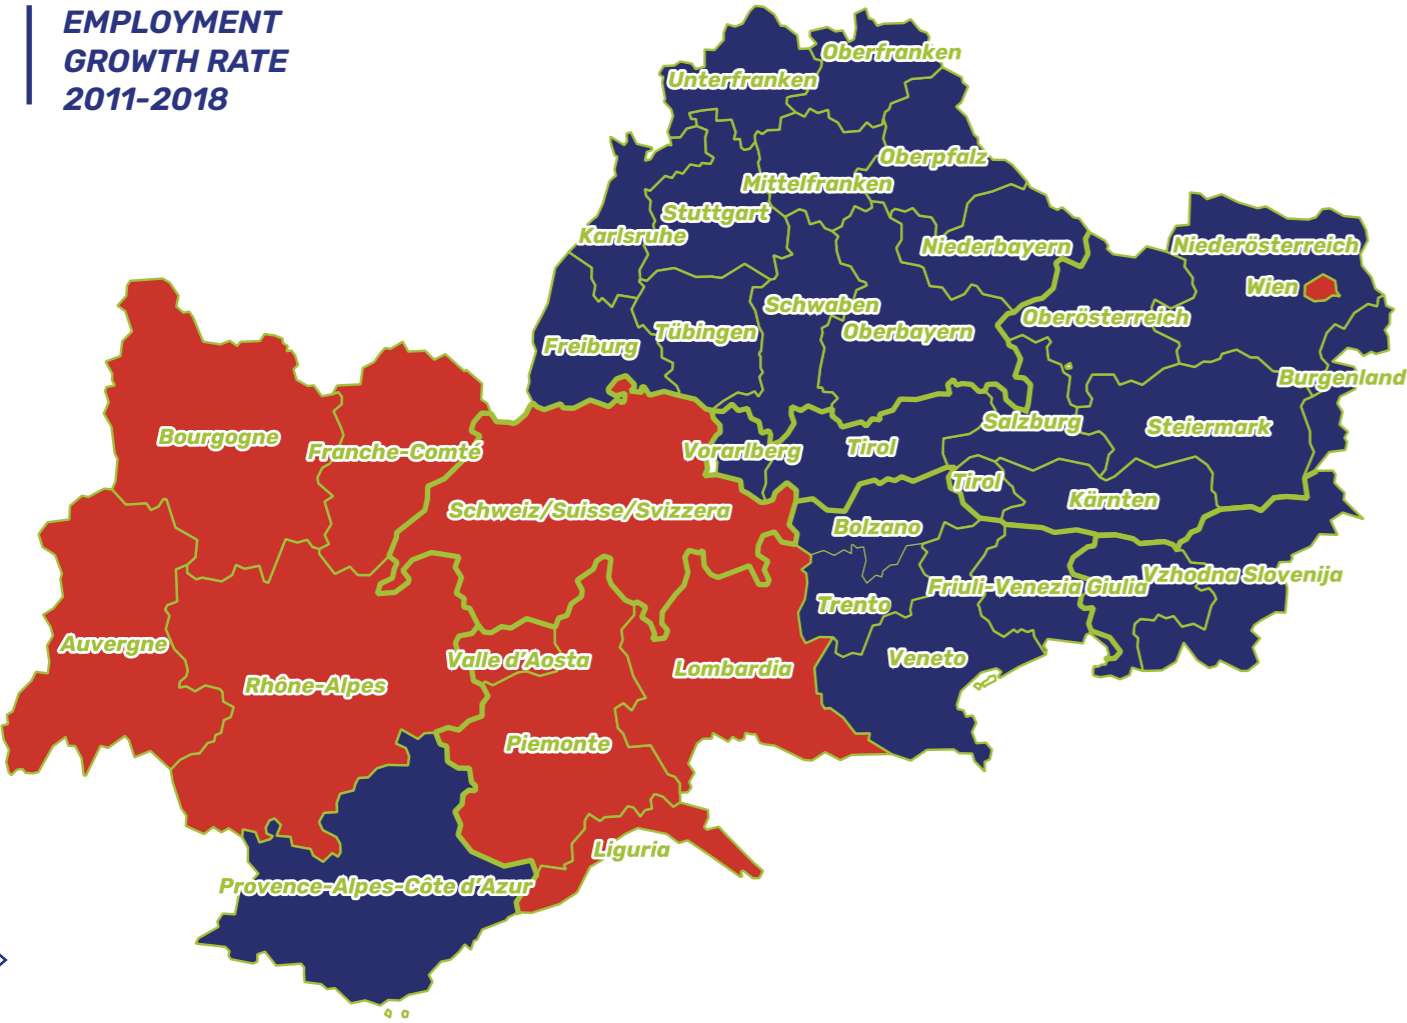 EMPLOYMENT
GROWTH RATE
2011-2018
Oberfranken
Unterfranken
Oberpfalz
Mittelfranken
Stuttgart
Karlsruhe
Niederbayern
Niederösterreich
Wien
Schwaben
Oberösterreich
Tübingen
Oberbayern
Freiburg
Burgenland
Salzburg
Steiermark
Bourgogne
Franche-Comté
Vorarlberg
Tirol
Tirol
Kärnten
Schweiz/Suisse/Svizzera
Bolzano
Vzhodna Slovenija
Friuli-Venezia Giulia
Trento
Auvergne
Valle d'Aosta
Lombardia
Veneto
Rhône-Alpes
Piemonte
Liguria
Provence-Alpes-Côte d'Azur